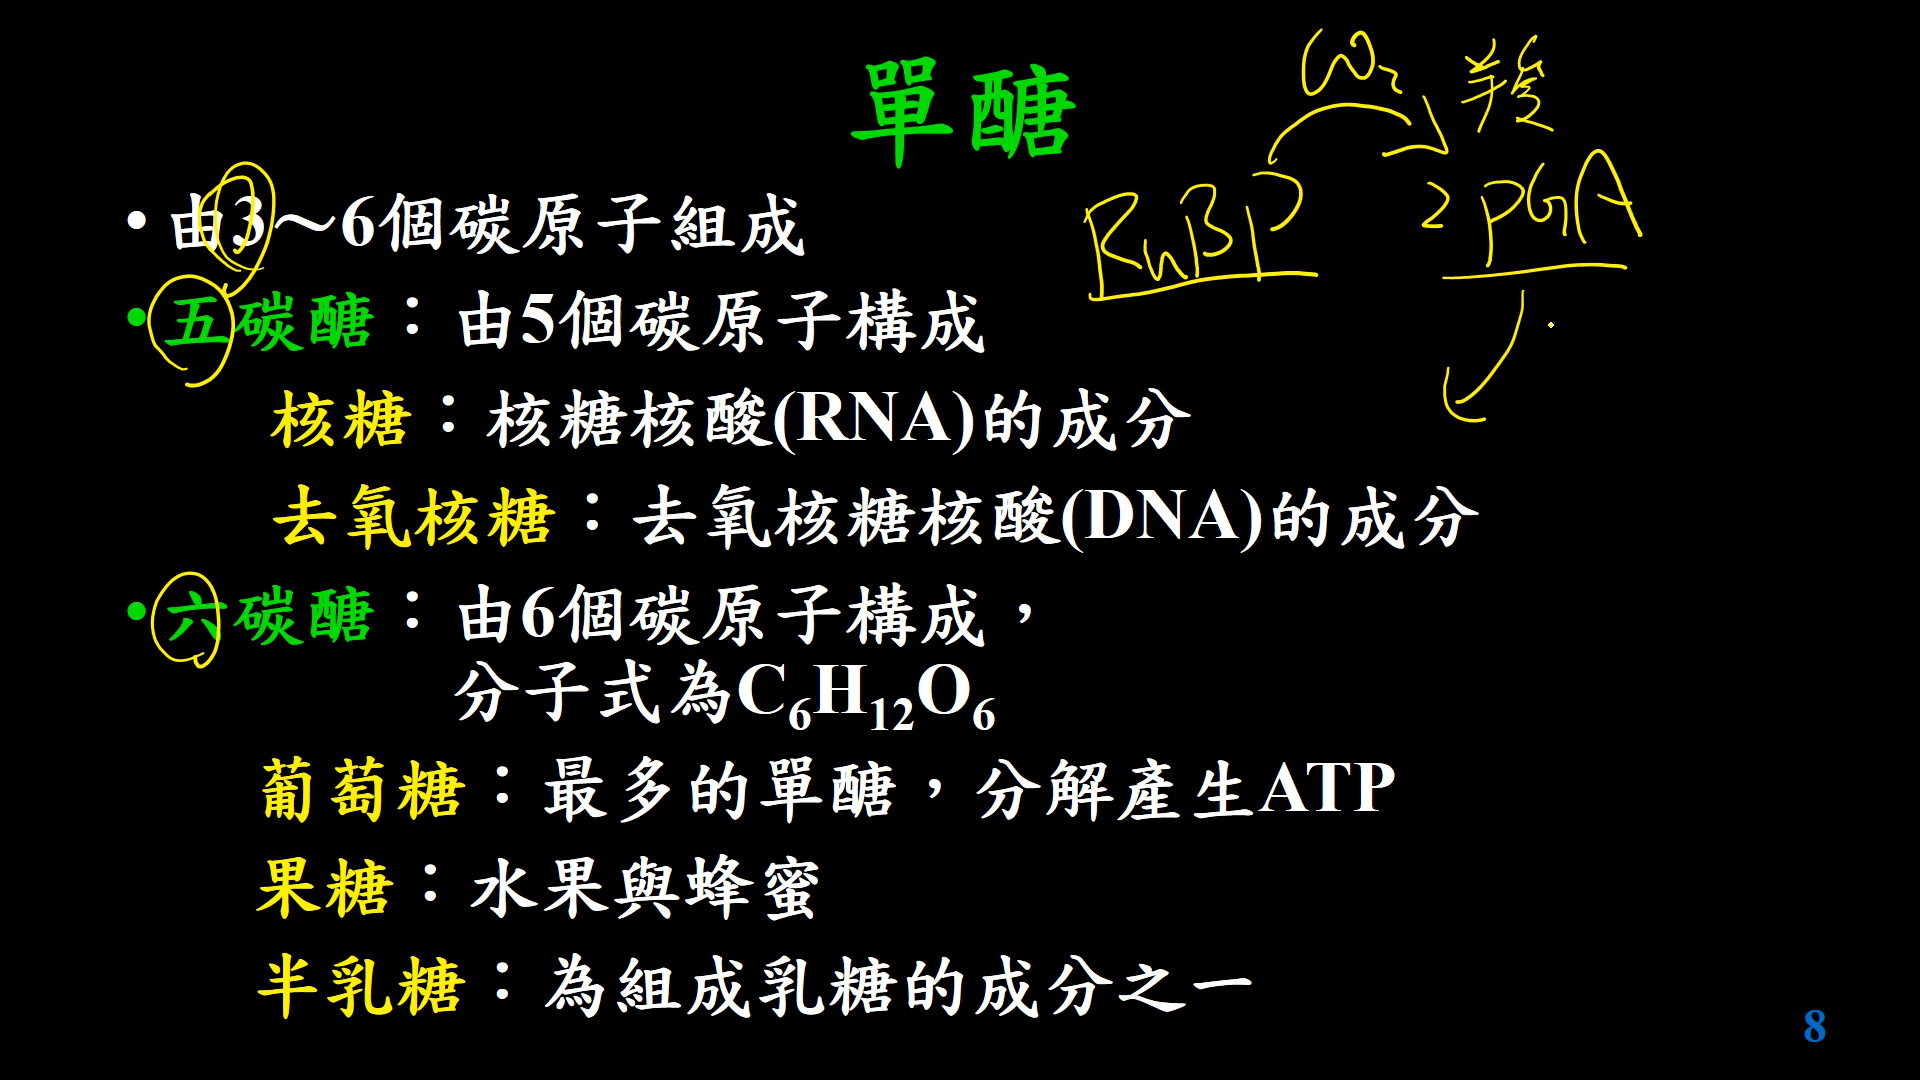 單醣
• 由3～6個碳原子組成
• 五碳醣：由5個碳原子構成
核糖：核糖核酸(RNA)的成分
去氧核糖：去氧核糖核酸(DNA)的成分
• 六碳醣：由6個碳原子構成，
分子式為C₆H₁₂O₆
葡萄糖：最多的單醣，分解產生ATP
果糖：水果與蜂蜜
半乳糖：為組成乳糖的成分之一
CO₂
羧
RuBP
2 PGA
8